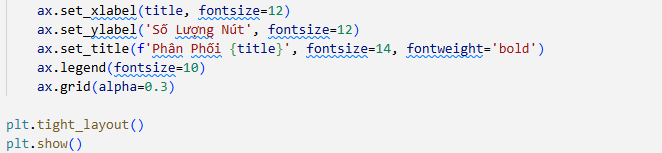 ax.set_xlabel(title, fontsize=12)
ax.set_ylabel('Số Lượng Nút', fontsize=12)
ax.set_title(f'Phân Phối {title}', fontsize=14, fontweight='bold')
ax.legend(fontsize=10)
ax.grid(alpha=0.3)
plt.tight_layout()
plt.show()